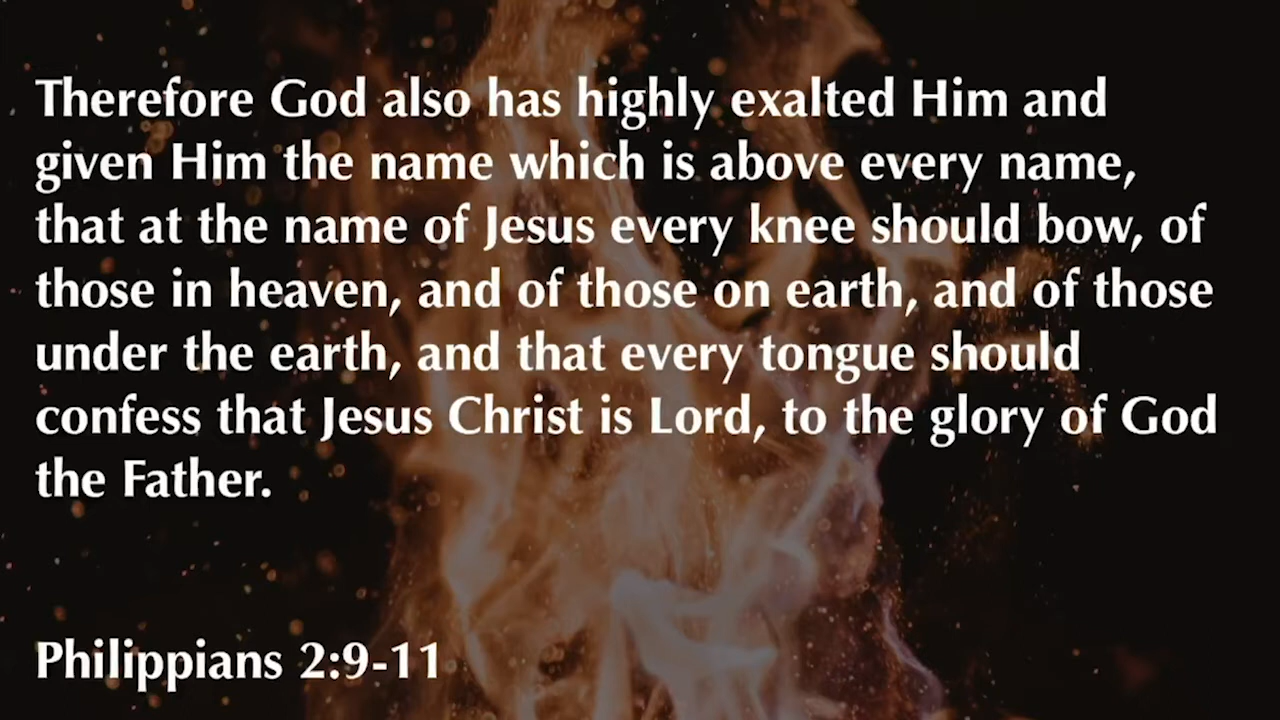 Therefore God also has highly exalted Him and
given Him the name which is above every name,
that at the name of Jesus every knee should bow, of
those in heaven, and of those on earth, and of those
under the earth, and that every tongue should
confess that Jesus Christ is Lord, to the glory of God
the Father.
Philippians 2:9-11